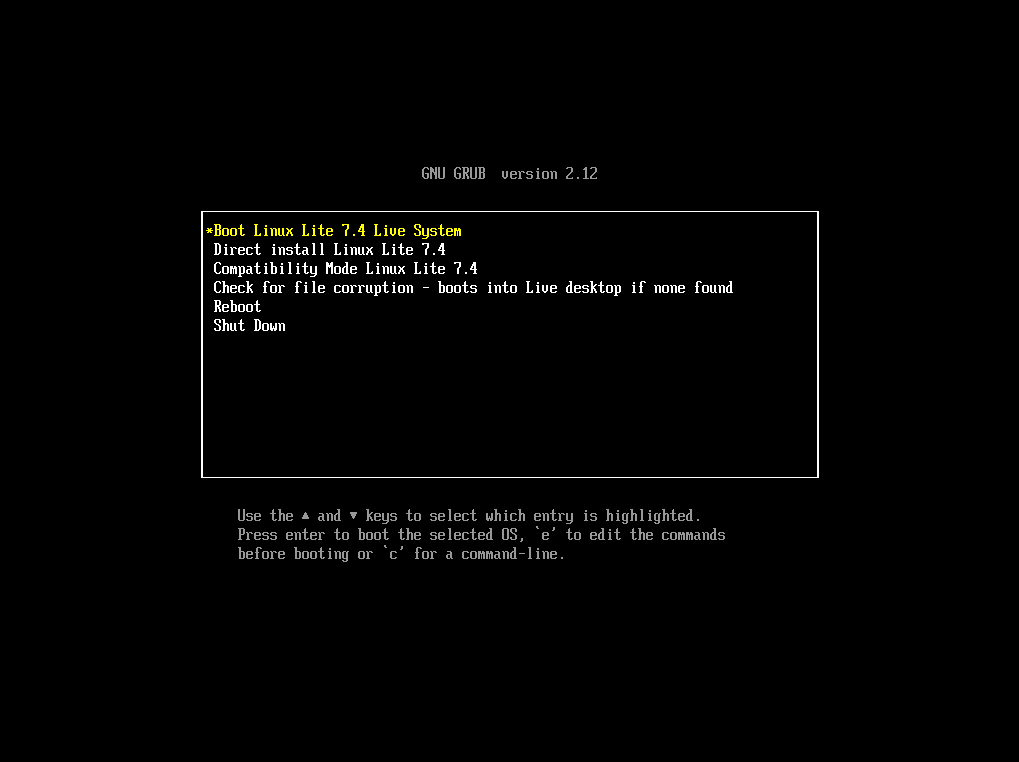 GNU GRUB  version 2.12
*Boot Linux Lite 7.4 Live System
Direct install Linux Lite 7.4
Compatibility Mode Linux Lite 7.4
Check for file corruption - boots into Live desktop if none found
Reboot
Shut Down
Use the ▲ and ▼ keys to select which entry is highlighted.
Press enter to boot the selected OS, `e' to edit the commands
before booting or `c' for a command-line.